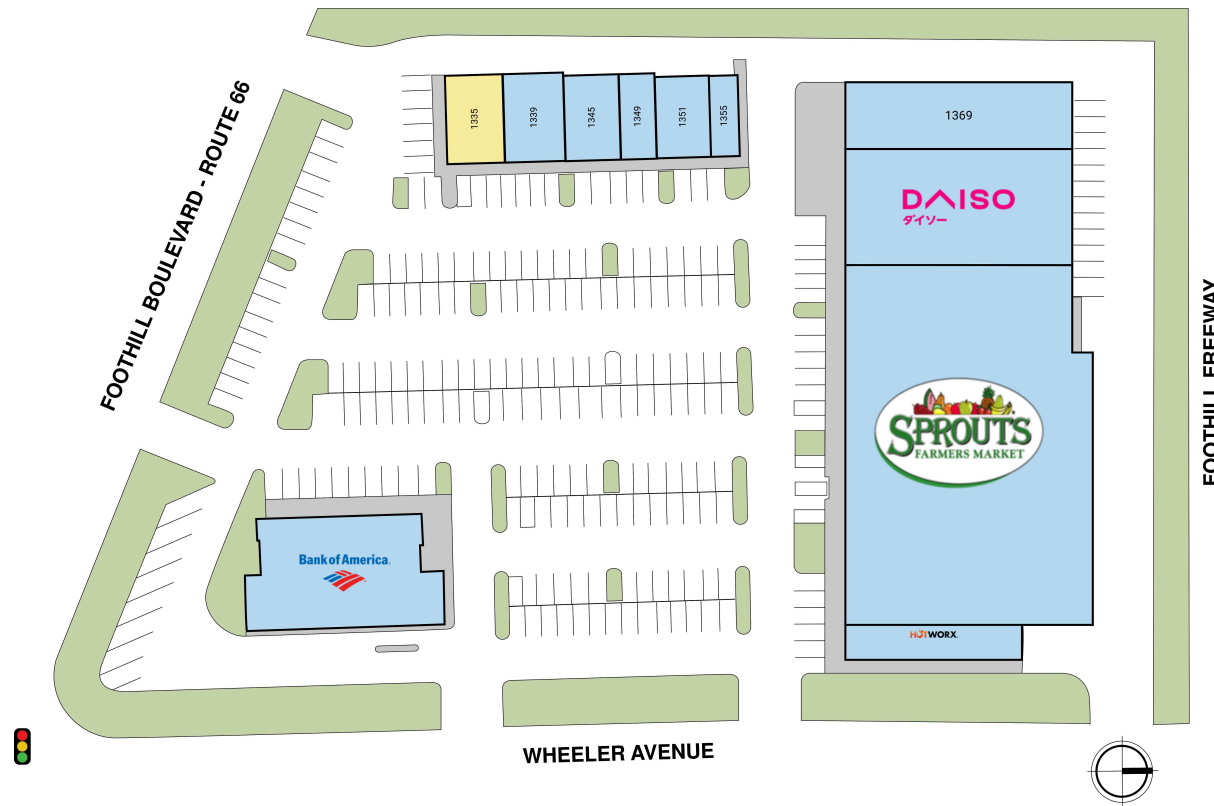 FOOTHILL BOULEVARD - ROUTE 66
1335
1339
1345
1349
1351
1355
1369
DAISO
ダイソー
FOOTHILL FREEWAY
SPROUTS
FARMERS MARKET
Bank of America
HOTWORX
WHEELER AVENUE